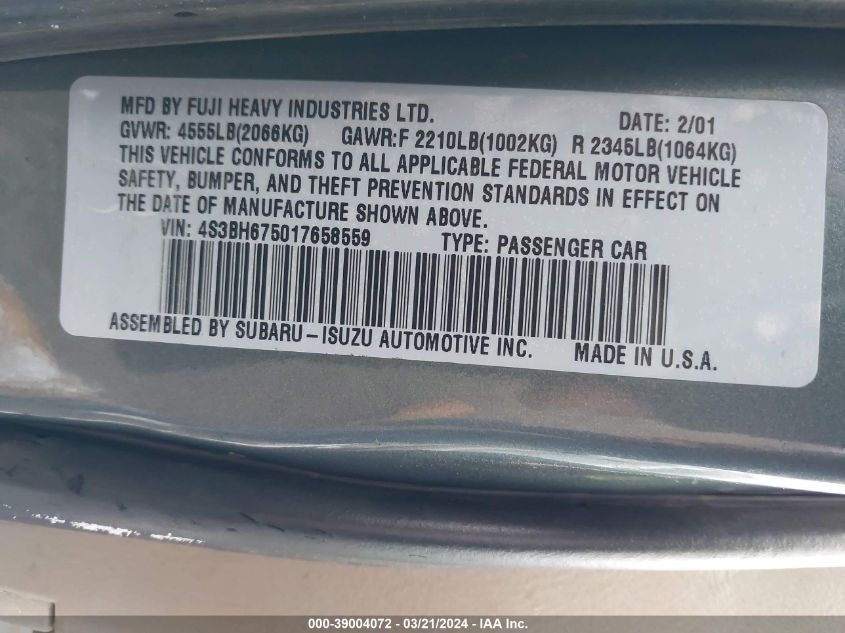 MFD BY FUJI HEAVY INDUSTRIES LTD. DATE: 2/01
GVWR: 4555LB(2066KG) GAWR:F 2210LB(1002KG) R 2345LB(1064KG)
THIS VEHICLE CONFORMS TO ALL APPLICABLE FEDERAL MOTOR VEHICLE
SAFETY, BUMPER, AND THEFT PREVENTION STANDARDS IN EFFECT ON
THE DATE OF MANUFACTURE SHOWN ABOVE.
VIN: 4S3BH675017658559 TYPE: PASSENGER CAR
ASSEMBLED BY SUBARU-ISUZU AUTOMOTIVE INC. MADE IN U.S.A.
000-39004072 - 03/21/2024 - IAA Inc.